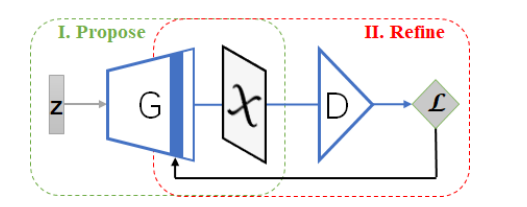 I. Propose
II. Refine
z
G
𝒳
D
ℒ